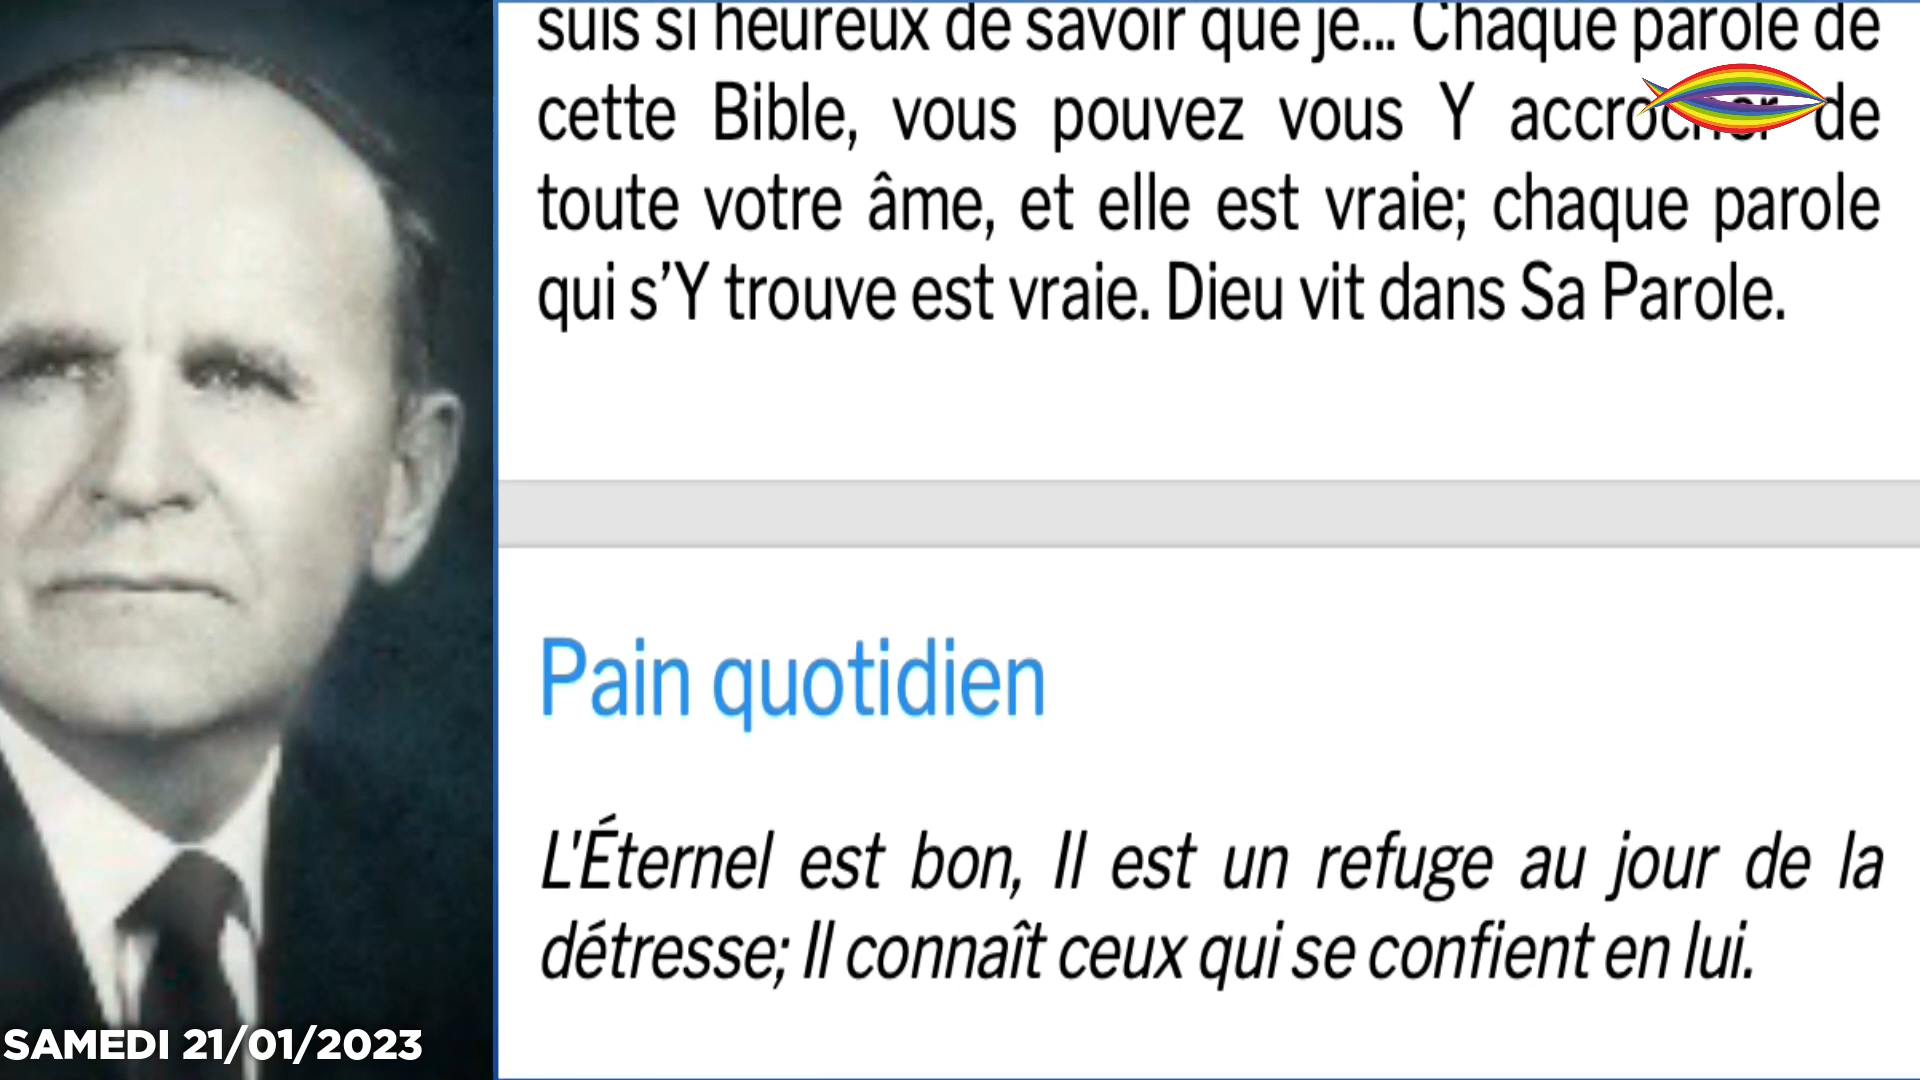 suis si heureux de savoir que je... Chaque parole de
cette Bible, vous pouvez vous Y accrocher de
toute votre âme, et elle est vraie; chaque parole
qui s’Y trouve est vraie. Dieu vit dans Sa Parole.
Pain quotidien
L'Éternel est bon, Il est un refuge au jour de la
détresse; Il connaît ceux qui se confient en lui.
SAMEDI 21/01/2023